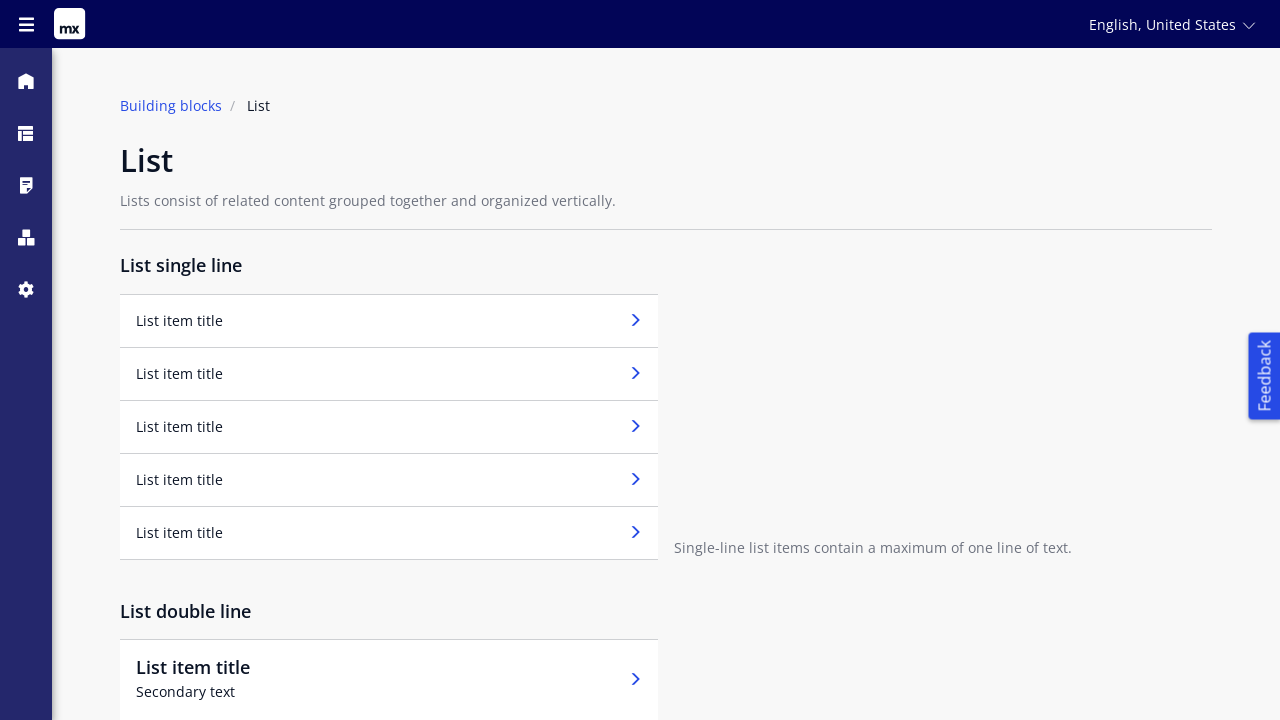 mx
English, United States
Building blocks / List
List
Lists consist of related content grouped together and organized vertically.
List single line
List item title
List item title
List item title
List item title
List item title
Single-line list items contain a maximum of one line of text.
Feedback
List double line
List item title
Secondary text